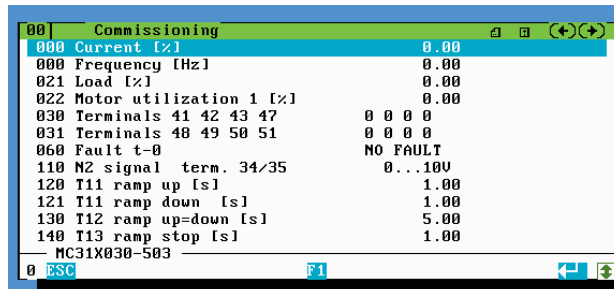 00] Commissioning (←)(→)
000 Current [%] 0.00
000 Frequency [Hz] 0.00
021 Load [%] 0.00
022 Motor utilization 1 [%] 0.00
030 Terminals 41 42 43 47 0 0 0 0
031 Terminals 48 49 50 51 0 0 0 0
060 Fault t-0 NO FAULT
110 N2 signal term. 34/35 0...10V
120 T11 ramp up [s] 1.00
121 T11 ramp down [s] 1.00
130 T12 ramp up=down [s] 5.00
140 T13 ramp stop [s] 1.00
MC31X030-503
0 ESC F1